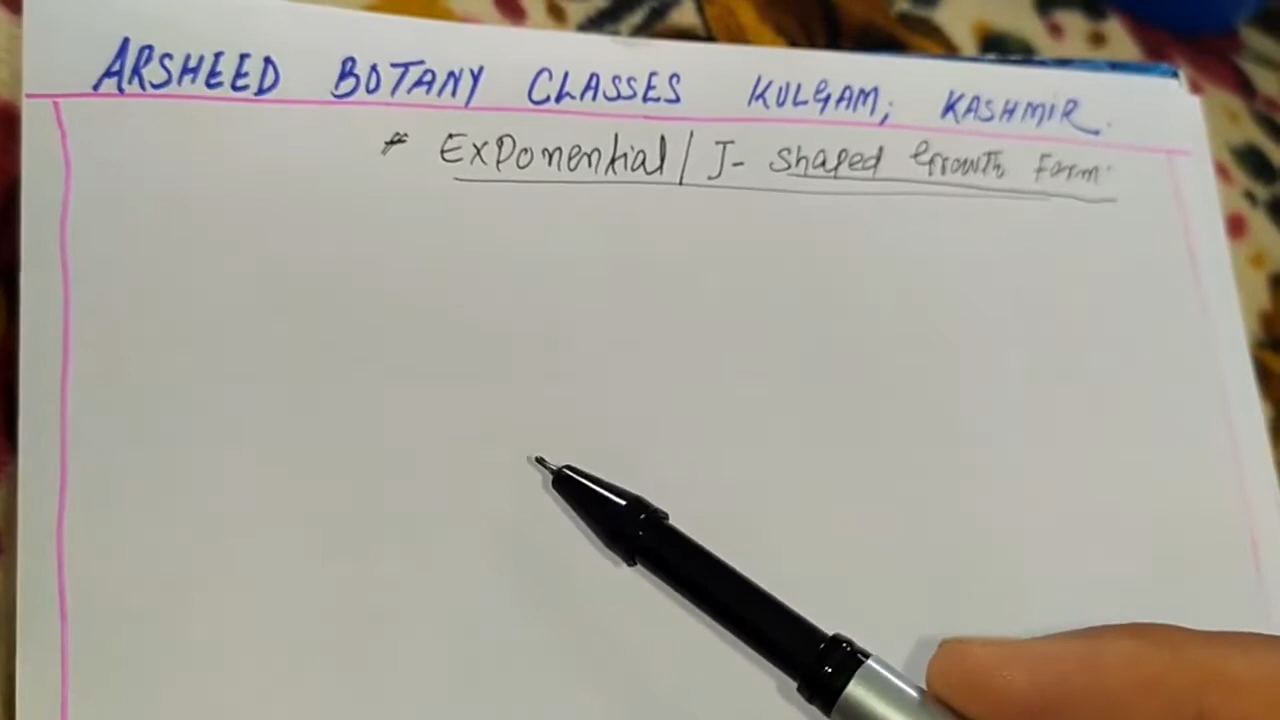 ARSHEED BOTANY CLASSES KULGAM; KASHMIR.
* Exponential / J- shaped Growth Form.